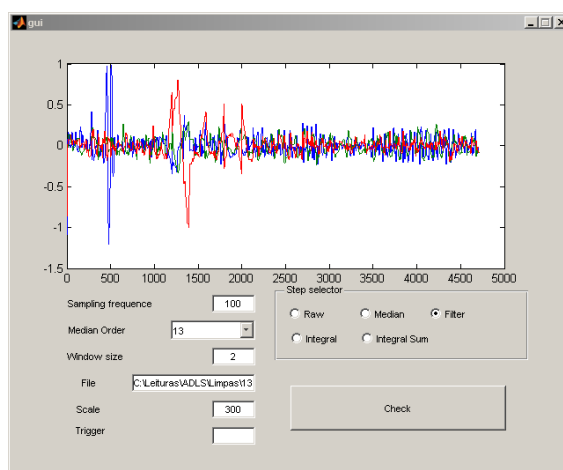 gui
1
0.5
0
-0.5
-1
-1.5
0 500 1000 1500 2000 2500 3000 3500 4000 4500 5000
Sampling frequence 100
Median Order 13
Window size 2
File C:\Leituras\ADLS\Limpas\13
Scale 300
Trigger
Step selector
Raw Median Filter
Integral Integral Sum
Check